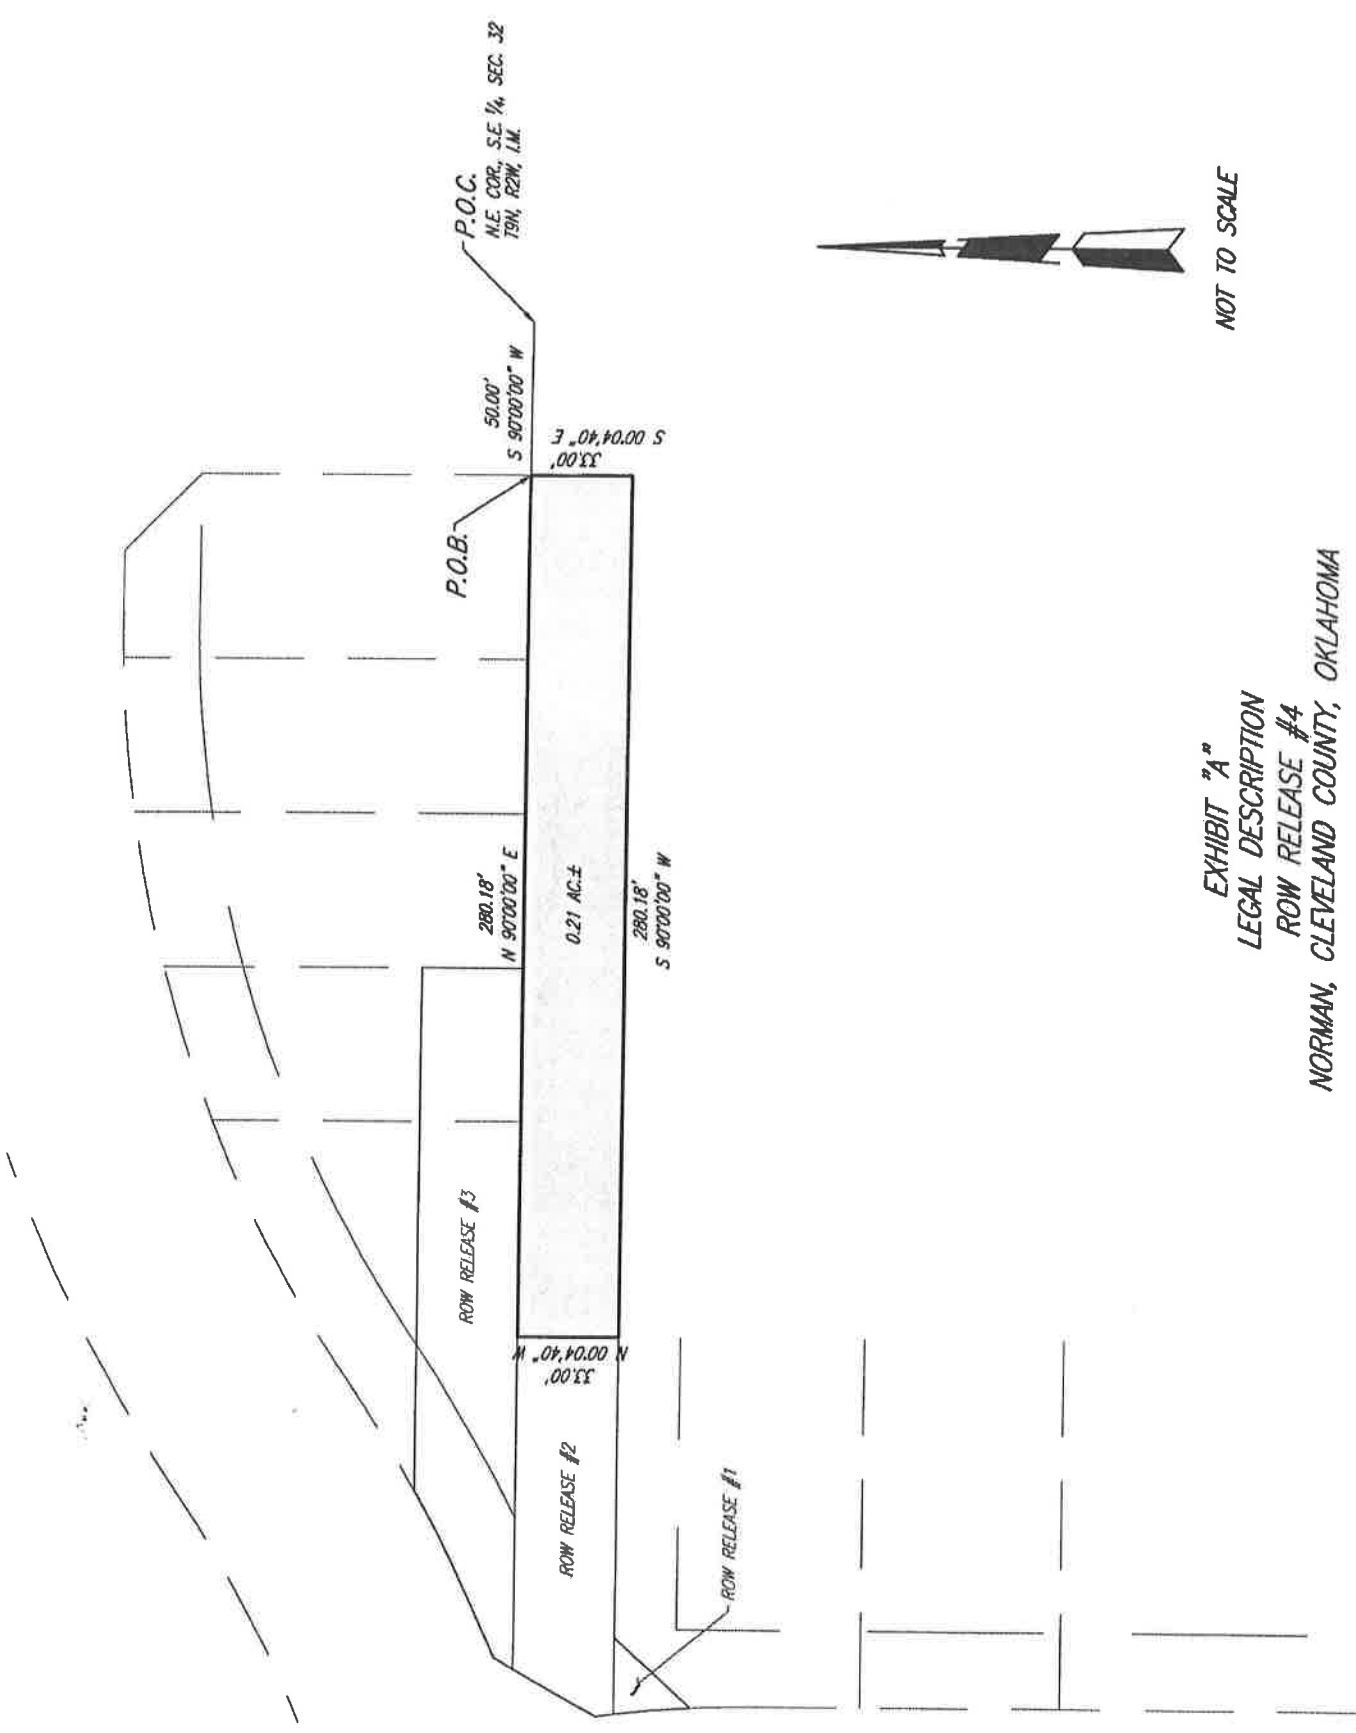 P.O.C.
N.E. COR., S.E. 1/4, SEC. 32
T9N, R2W, I.M.
50.00'
S 90°00'00" W
P.O.B.
33.00'
S 00°04'40" E
280.18'
N 90°00'00" E
0.21 AC.±
280.18'
S 90°00'00" W
ROW RELEASE #3
33.00'
N 00°04'40" W
ROW RELEASE #2
ROW RELEASE #1
NOT TO SCALE
EXHIBIT "A"
LEGAL DESCRIPTION
ROW RELEASE #4
NORMAN, CLEVELAND COUNTY, OKLAHOMA